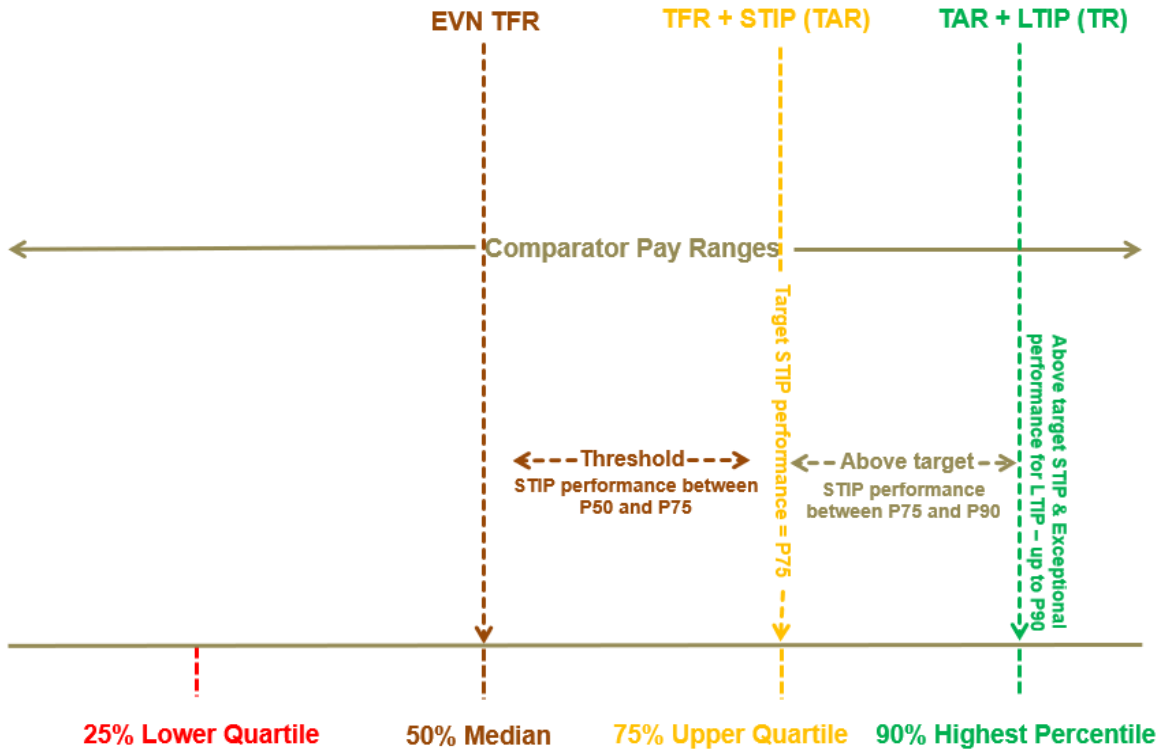 EVN TFR
TFR + STIP (TAR)
TAR + LTIP (TR)
Comparator Pay Ranges
Target STIP performance = P75
Above target STIP & Exceptional
performance for LTIP – up to P90
Threshold
STIP performance between
P50 and P75
Above target
STIP performance
between P75 and P90
25% Lower Quartile
50% Median
75% Upper Quartile
90% Highest Percentile